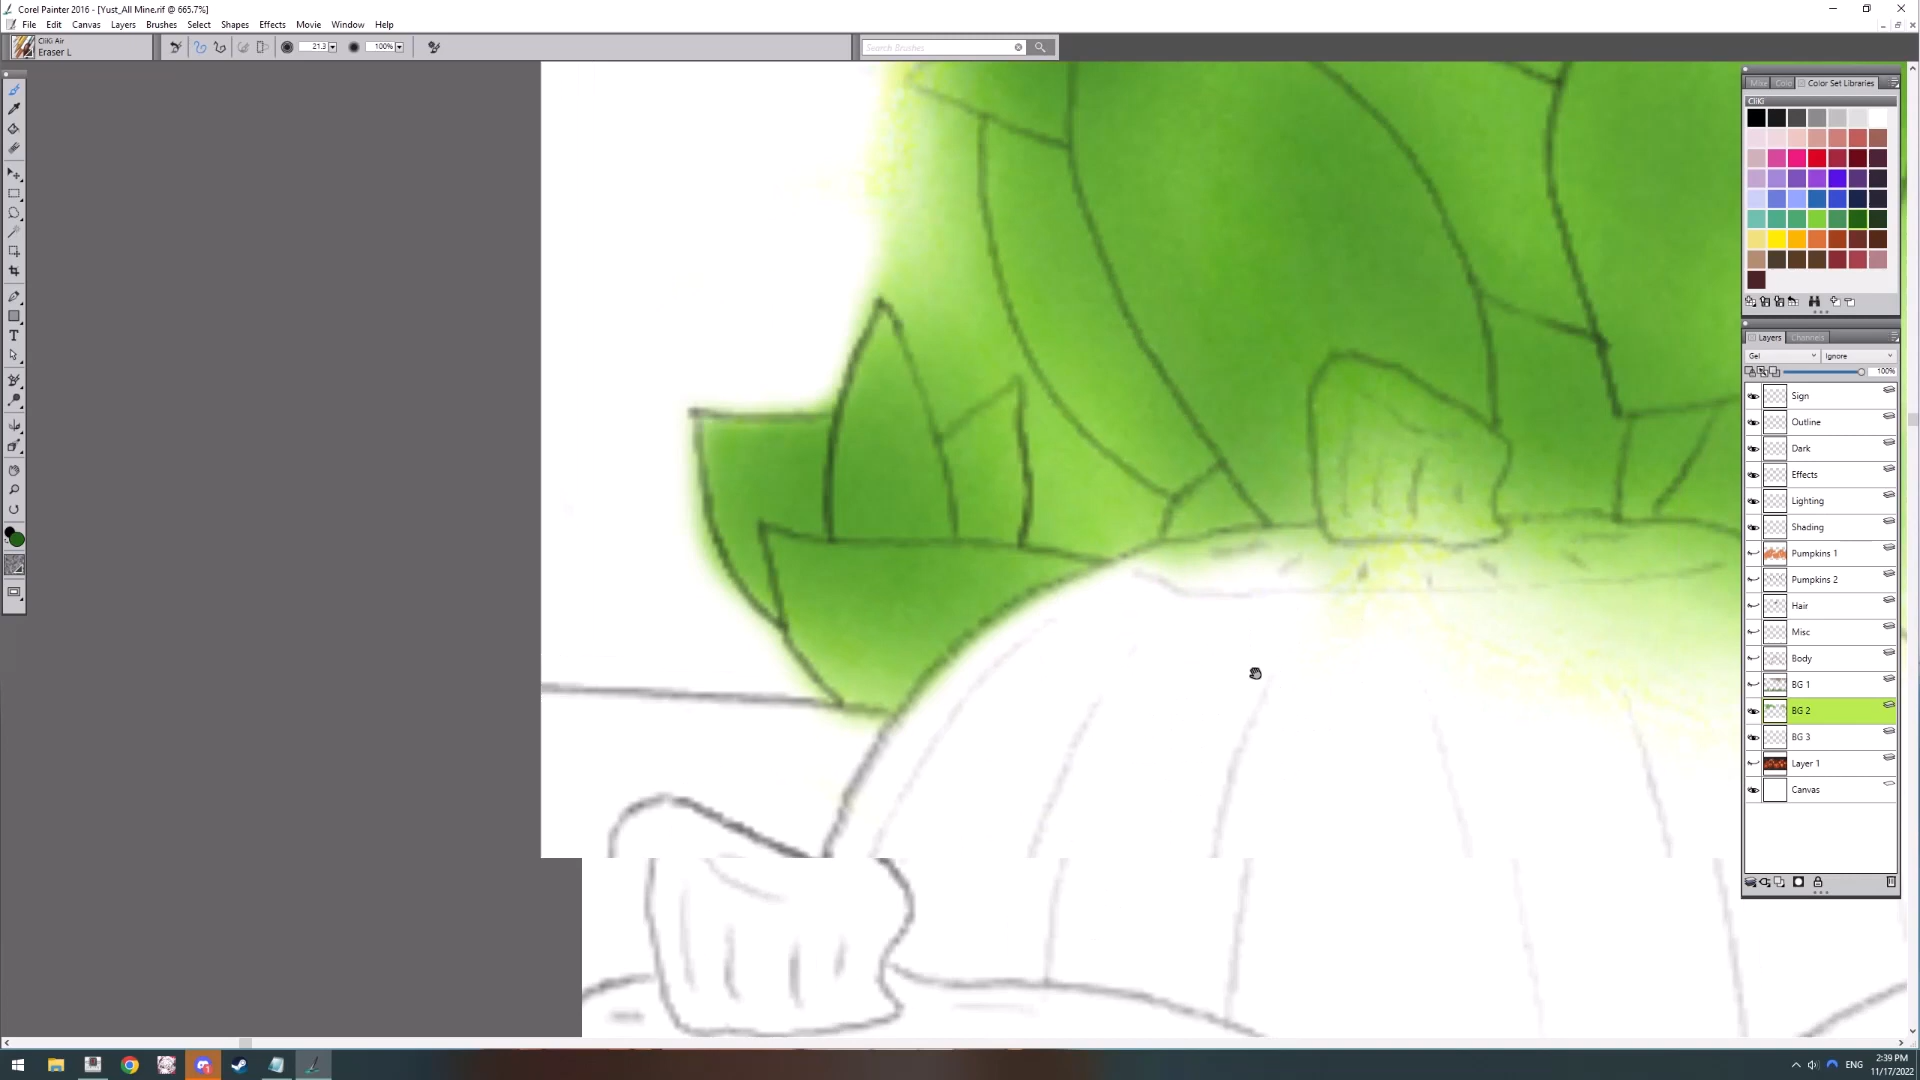 Corel Painter 2016 - [Yust_All Mine.rif @ 665.7%]
File Edit Canvas Layers Brushes Select Shapes Effects Movie Window Help
CliKi Air
Eraser L
21.3
100%
Search Brushes
Color Set Libraries
CliKi
Layers Channels
Gel Ignore
100%
Sign
Outline
Dark
Effects
Lighting
Shading
Pumpkins 1
Pumpkins 2
Hair
Misc
Body
BG 1
BG 2
BG 3
Layer 1
Canvas
ENG
2:39 PM
11/17/2022